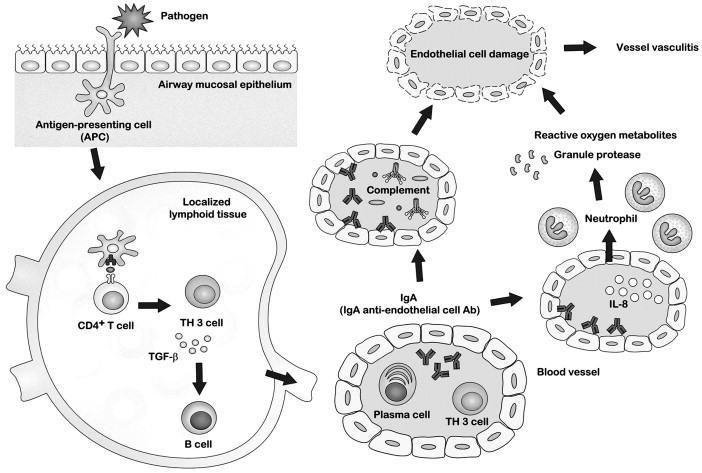 Pathogen
Airway mucosal epithelium
Antigen-presenting cell
(APC)
Localized
lymphoid tissue
CD4+ T cell
TH 3 cell
TGF-β
B cell
Endothelial cell damage
Vessel vasculitis
Reactive oxygen metabolites
Granule protease
Complement
Neutrophil
IL-8
IgA
(IgA anti-endothelial cell Ab)
Blood vessel
Plasma cell
TH 3 cell